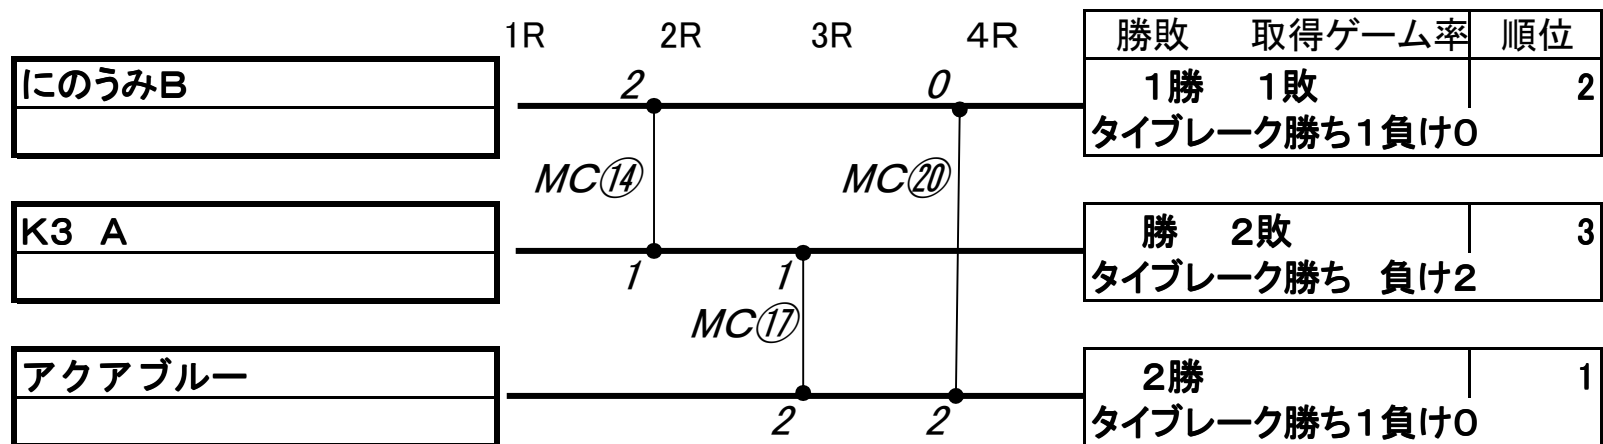 1R 2R 3R 4R 勝敗 取得ゲーム率 順位
にのうみB 2 0 1勝 1敗 2
タイブレーク勝ち1負け0
MC⑭ MC⑳
K3 A 勝 2敗 3
1 1 タイブレーク勝ち 負け2
MC⑰
アクアブルー 2勝 1
2 2 タイブレーク勝ち1負け0